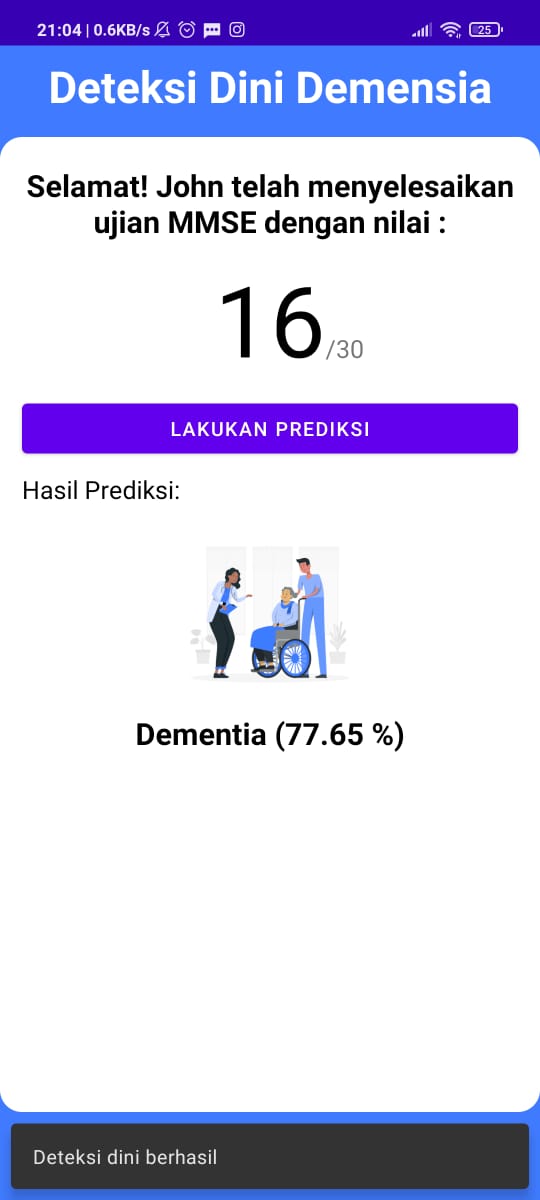 21:04 | 0.6KB/s
25
Deteksi Dini Demensia
Selamat! John telah menyelesaikan
ujian MMSE dengan nilai :
16/30
LAKUKAN PREDIKSI
Hasil Prediksi:
Dementia (77.65 %)
Deteksi dini berhasil